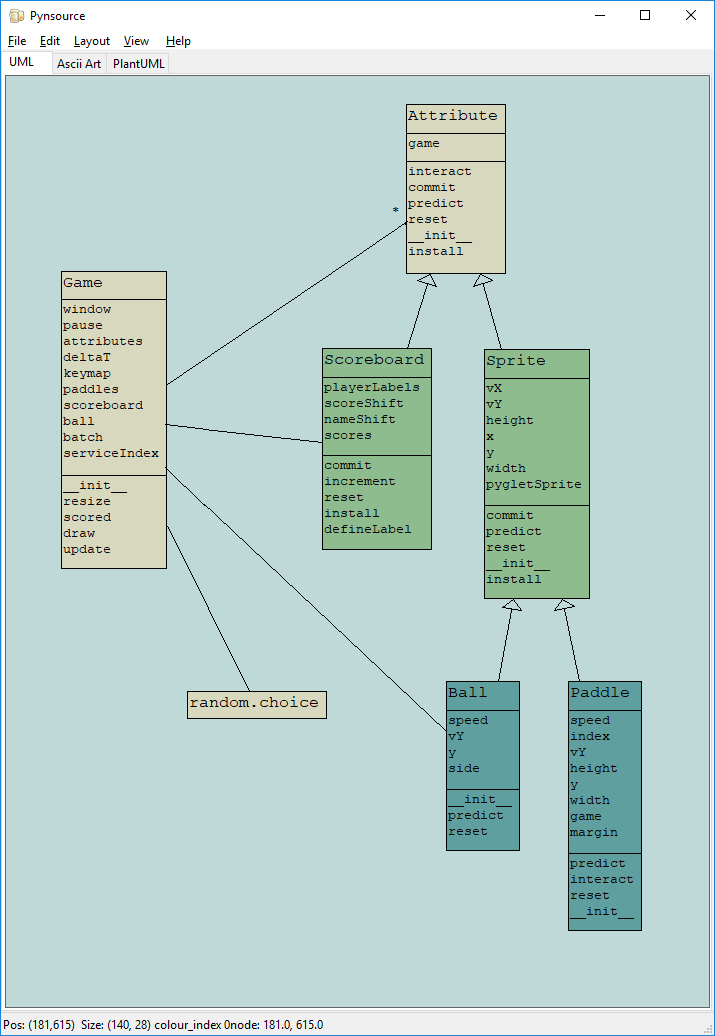 Pynsource
File Edit Layout View Help
UML Ascii Art PlantUML
Attribute
game
interact
commit
predict
reset
__init__
install
*
Game
window
pause
attributes
deltaT
keymap
paddles
scoreboard
ball
batch
serviceIndex
__init__
resize
scored
draw
update
Scoreboard
playerLabels
scoreShift
nameShift
scores
commit
increment
reset
install
defineLabel
Sprite
vX
vY
height
x
y
width
pygletSprite
commit
predict
reset
__init__
install
random.choice
Ball
speed
vY
y
side
__init__
predict
reset
Paddle
speed
index
vY
height
y
width
game
margin
predict
interact
reset
__init__
Pos: (181,615) Size: (140, 28) colour_index 0node: 181.0, 615.0